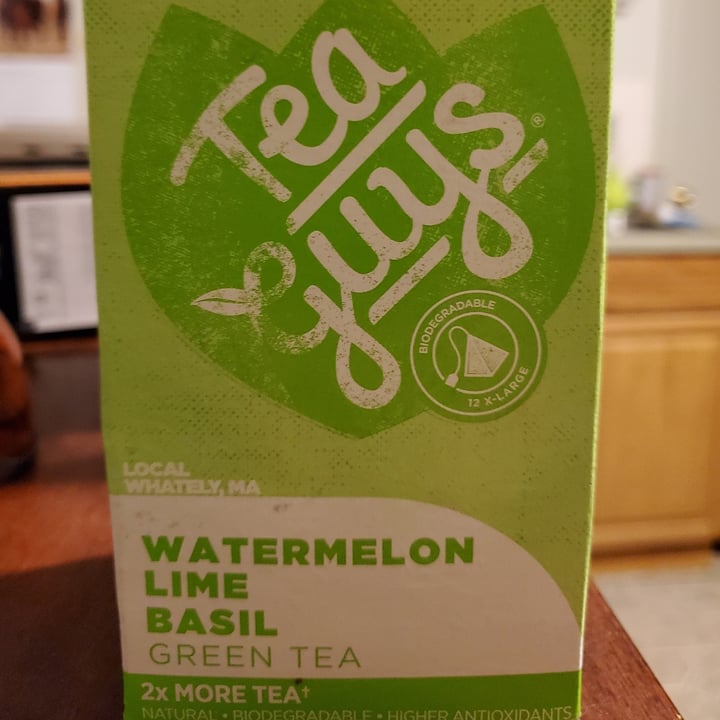 Tea
Guys®
BIODEGRADABLE
12 X-LARGE
LOCAL
WHATELY, MA
WATERMELON
LIME
BASIL
GREEN TEA
2x MORE TEA†
NATURAL • BIODEGRADABLE • HIGHER ANTIOXIDANTS